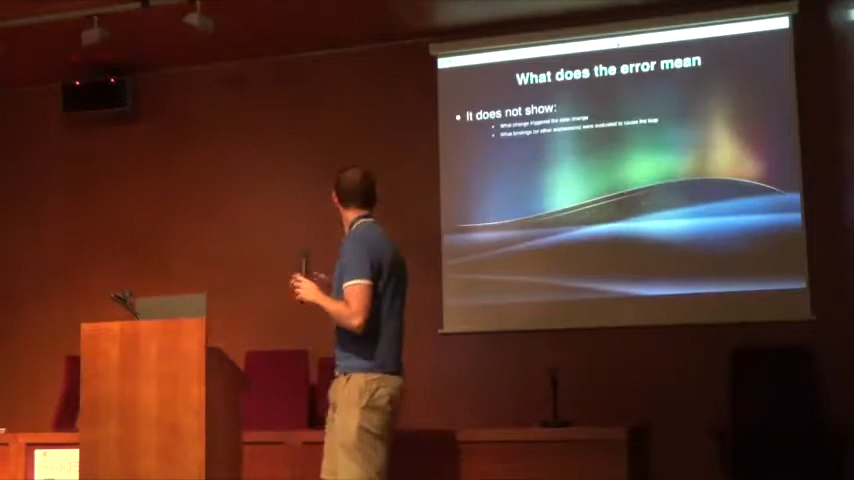 What does the error mean
• It does not show:
• What change triggered the state change
• What bindings (or other expressions) were evaluated to cause the loop